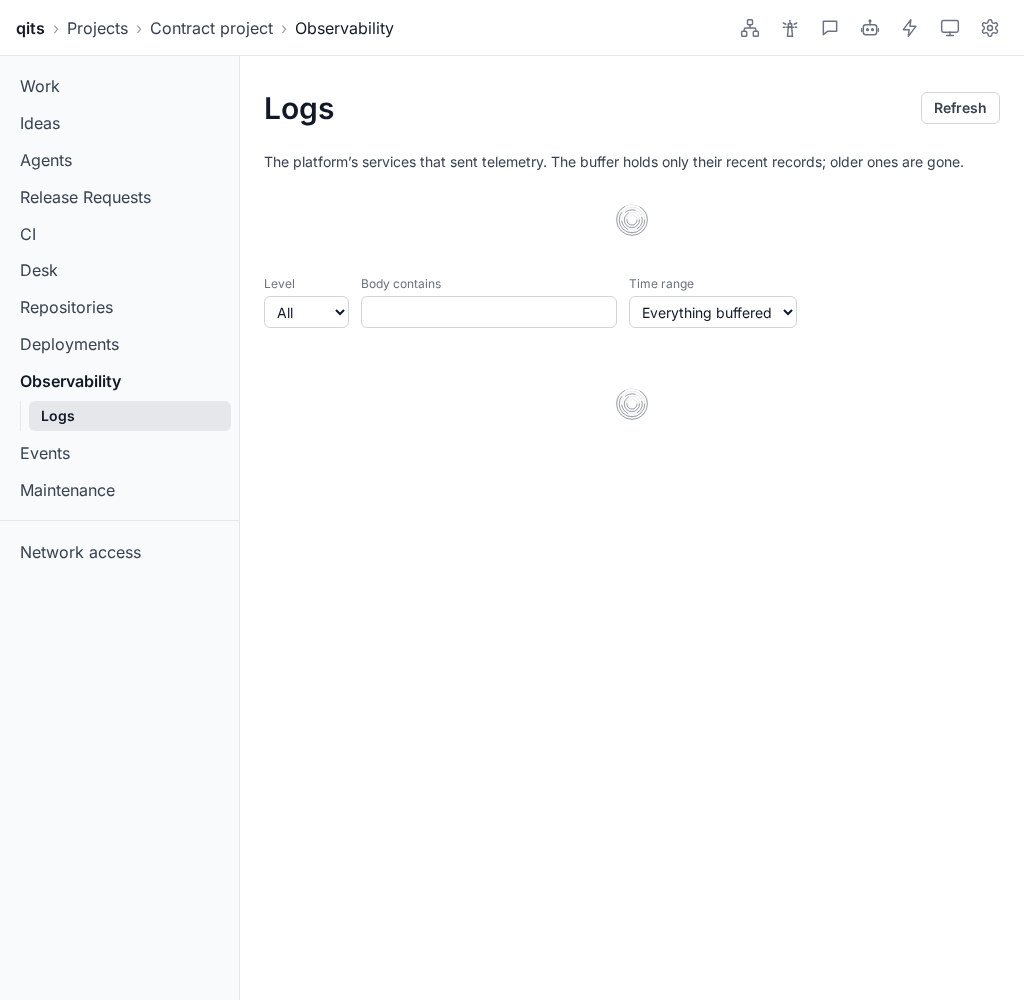 qits › Projects › Contract project › Observability
Work
Ideas
Agents
Release Requests
CI
Desk
Repositories
Deployments
Observability
Logs
Events
Maintenance
Network access
Logs
Refresh
The platform’s services that sent telemetry. The buffer holds only their recent records; older ones are gone.
Level Body contains Time range
All Everything buffered